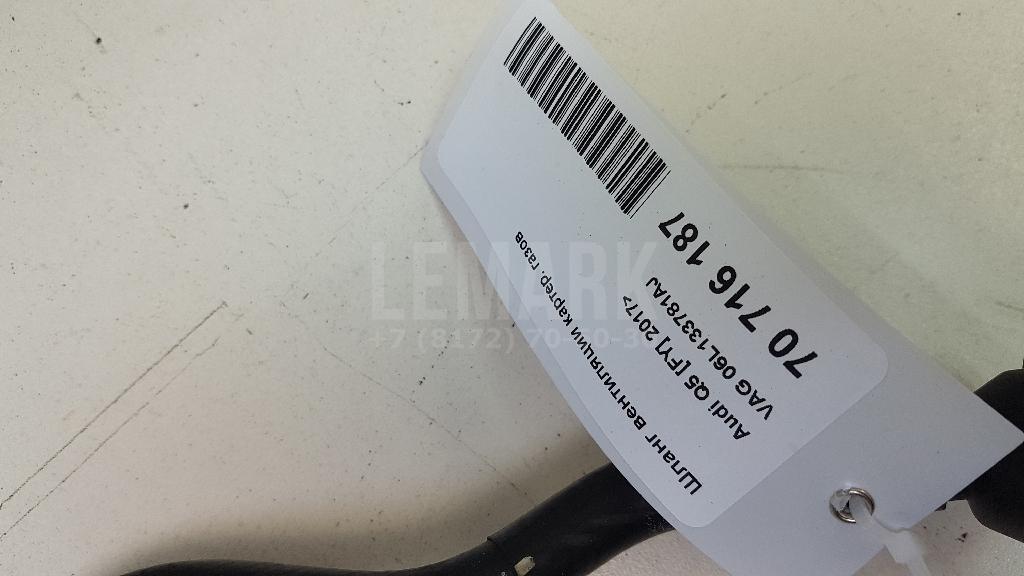 Шланг вентиляции картер. газов
Audi Q5 [FY] 2017>
VAG 06L133781AJ
70 716 187
LEMARK